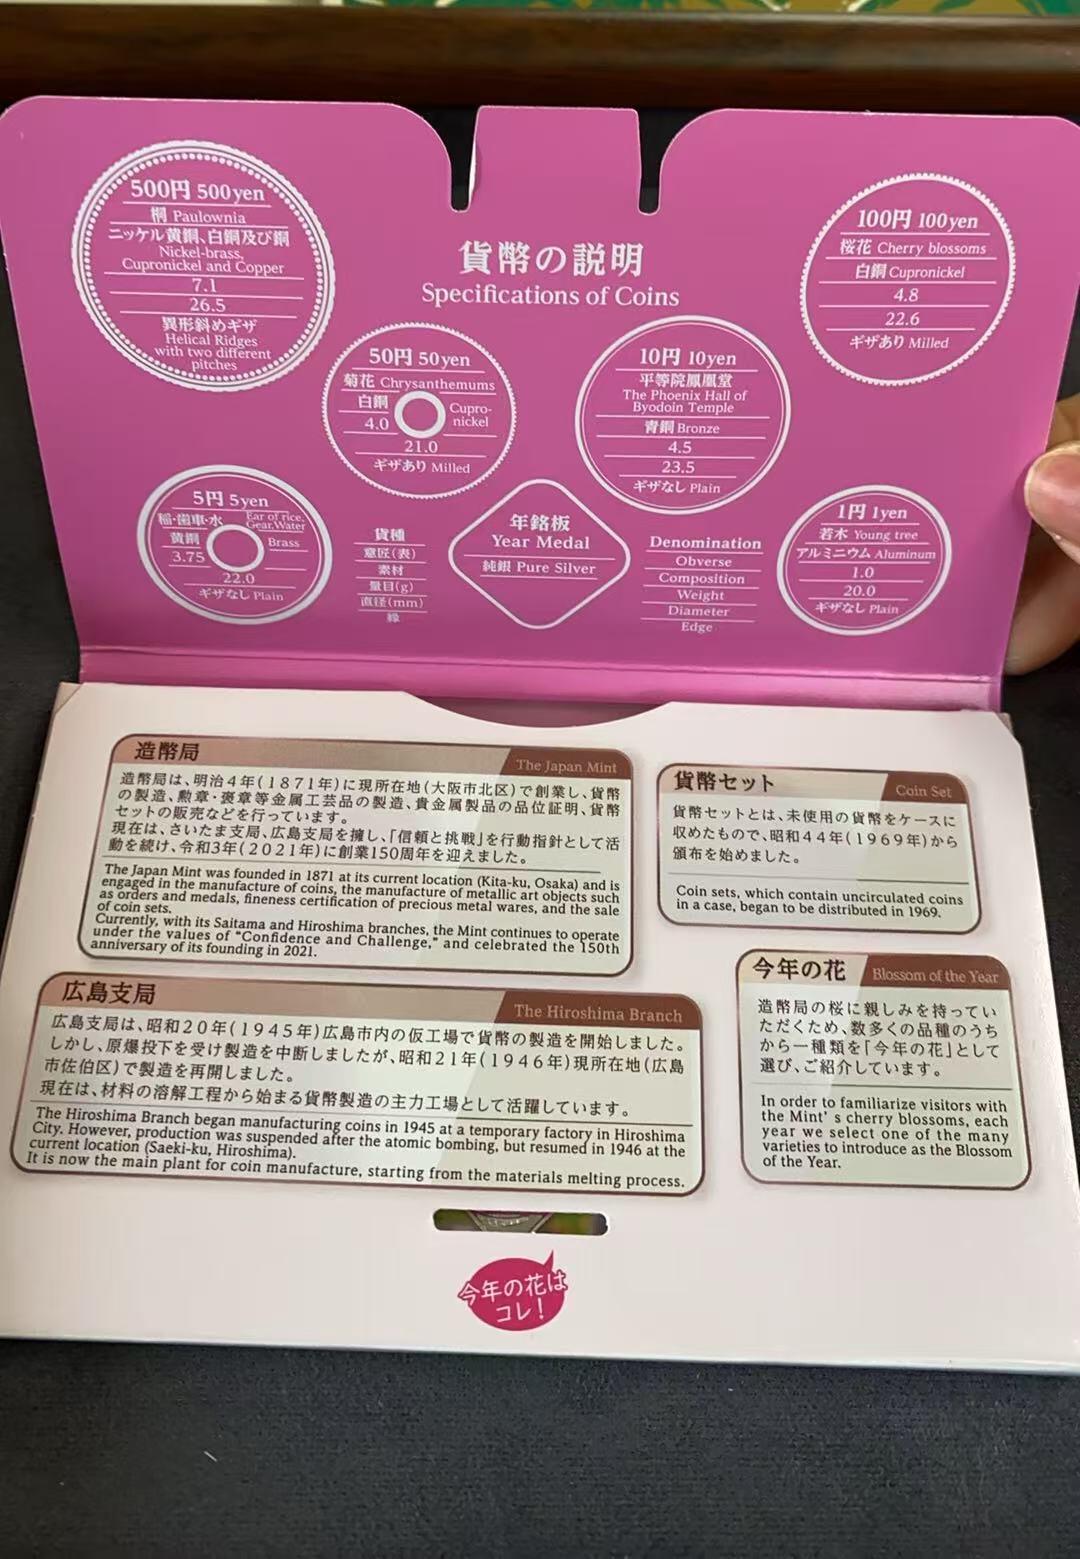 貨幣の説明
Specifications of Coins
500円 500yen
桐 Paulownia
ニッケル黄銅、白銅及び銅
Nickel-brass,
Cupronickel and Copper
7.1
26.5
異形斜めギザ
Helical Ridges
with two different
pitches
100円 100yen
桜花 Cherry blossoms
白銅 Cupronickel
4.8
22.6
ギザあり Milled
50円 50yen
菊花 Chrysanthemums
白銅 Cupro-
nickel
4.0
21.0
ギザあり Milled
10円 10yen
平等院鳳凰堂
The Phoenix Hall of
Byodoin Temple
青銅 Bronze
4.5
23.5
ギザなし Plain
5円 5yen
稲・歯車・水 Ear of rice,
Gear,Water
黄銅 Brass
3.75
22.0
ギザなし Plain
貨種
意匠(表)
素材
量目(g)
直径(mm)
縁
年銘板
Year Medal
純銀 Pure Silver
Denomination
Obverse
Composition
Weight
Diameter
Edge
1円 1yen
若木 Young tree
アルミニウム Aluminum
1.0
20.0
ギザなし Plain
造幣局 The Japan Mint
造幣局は、明治4年(1871年)に現所在地(大阪市北区)で創業し、貨幣
の製造、勲章・褒章等金属工芸品の製造、貴金属製品の品位証明、貨幣
セットの販売などを行っています。
現在は、さいたま支局、広島支局を擁し、「信頼と挑戦」を行動指針として活
動を続け、令和3年(2021年)に創業150周年を迎えました。
The Japan Mint was founded in 1871 at its current location (Kita-ku, Osaka) and is
engaged in the manufacture of coins, the manufacture of metallic art objects such
as orders and medals, fineness certification of precious metal wares, and the sale
of coin sets.
Currently, with its Saitama and Hiroshima branches, the Mint continues to operate
under the values of "Confidence and Challenge," and celebrated the 150th
anniversary of its founding in 2021.
貨幣セット Coin Set
貨幣セットとは、未使用の貨幣をケースに
収めたもので、昭和44年(1969年)から
頒布を始めました。
Coin sets, which contain uncirculated coins
in a case, began to be distributed in 1969.
広島支局 The Hiroshima Branch
広島支局は、昭和20年(1945年)広島市内の仮工場で貨幣の製造を開始しました。
しかし、原爆投下を受け製造を中断しましたが、昭和21年(1946年)現所在地(広島
市佐伯区)で製造を再開しました。
現在は、材料の溶解工程から始まる貨幣製造の主力工場として活躍しています。
The Hiroshima Branch began manufacturing coins in 1945 at a temporary factory in Hiroshima
City. However, production was suspended after the atomic bombing, but resumed in 1946 at the
current location (Saeki-ku, Hiroshima).
It is now the main plant for coin manufacture, starting from the materials melting process.
今年の花 Blossom of the Year
造幣局の桜に親しみを持ってい
ただくため、数多くの品種のうち
から一種類を「今年の花」として
選び、ご紹介しています。
In order to familiarize visitors with
the Mint' s cherry blossoms, each
year we select one of the many
varieties to introduce as the Blossom
of the Year.
今年の花は
コレ!